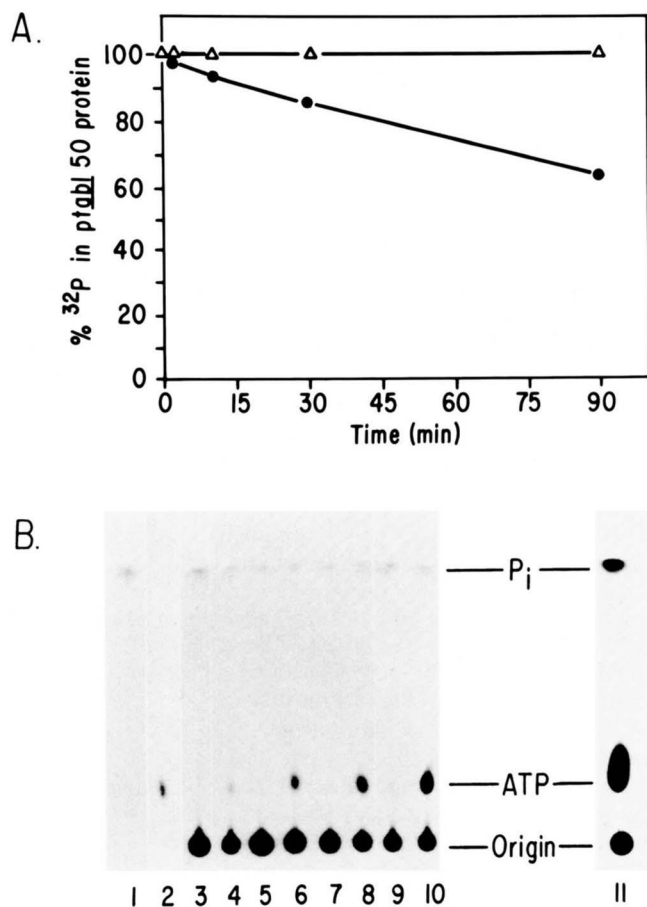 A.
% ³²P in ptabl 50 protein
100
80
60
40
20
0
0 15 30 45 60 75 90
Time (min)
B.
Pi
ATP
Origin
1 2 3 4 5 6 7 8 9 10 11